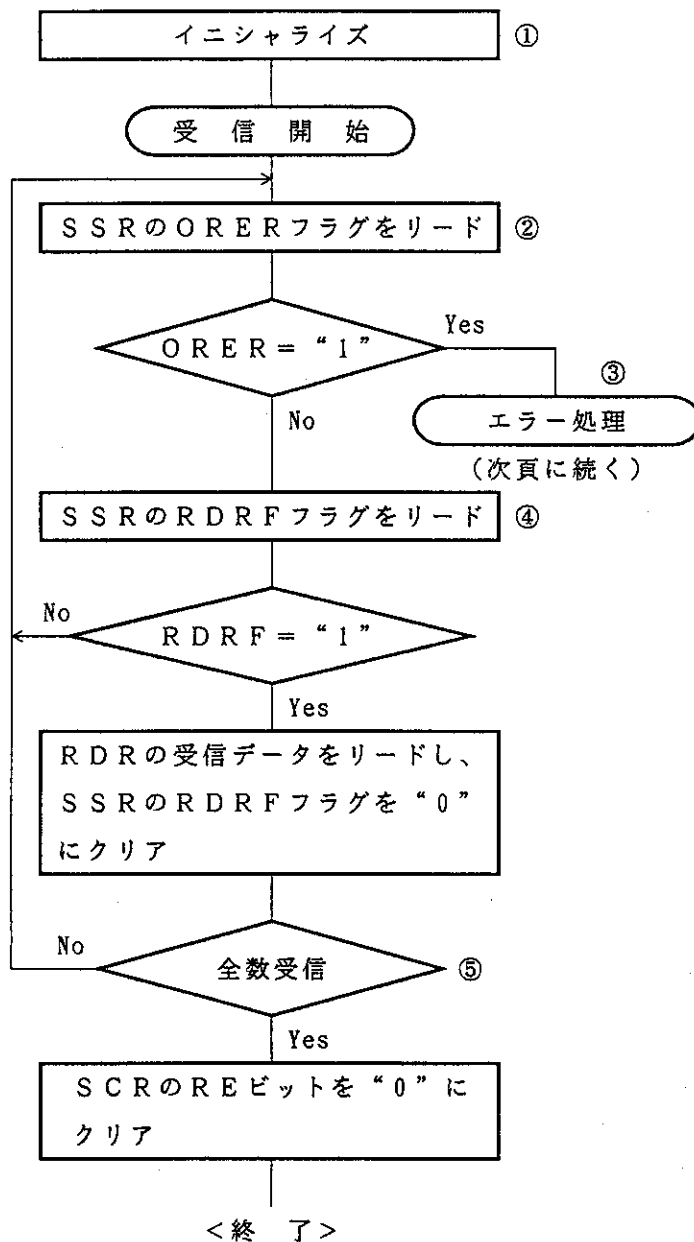 イニシャライズ ①
受信開始
SSRのORERフラグをリード ②
ORER=“1”
Yes
③
No
エラー処理
(次頁に続く)
SSRのRDRFフラグをリード ④
No
RDRF=“1”
Yes
RDRの受信データをリードし、
SSRのRDRFフラグを“0”
にクリア
No
全数受信 ⑤
Yes
SCRのREビットを“0”に
クリア
<終 了>